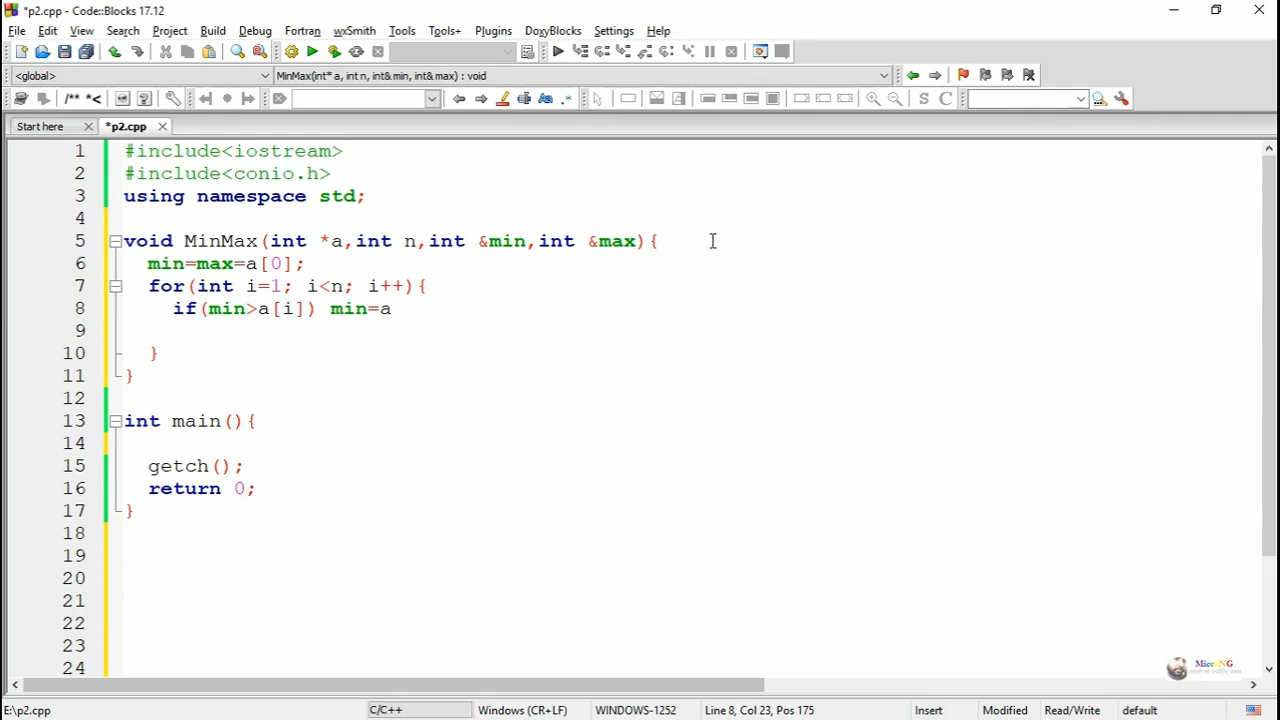 *p2.cpp - Code::Blocks 17.12
File Edit View Search Project Build Debug Fortran wxSmith Tools Tools+ Plugins DoxyBlocks Settings Help
<global> MinMax(int* a, int n, int& min, int& max) : void
/** *<
S C
Start here *p2.cpp
1 #include<iostream>
2 #include<conio.h>
3 using namespace std;
4
5 void MinMax(int *a,int n,int &min,int &max){
6 min=max=a[0];
7 for(int i=1; i<n; i++){
8 if(min>a[i]) min=a
9
10 }
11 }
12
13 int main(){
14
15 getch();
16 return 0;
17 }
18
19
20
21
22
23
24
MicroNG
E:\p2.cpp C/C++ Windows (CR+LF) WINDOWS-1252 Line 8, Col 23, Pos 175 Insert Modified Read/Write default